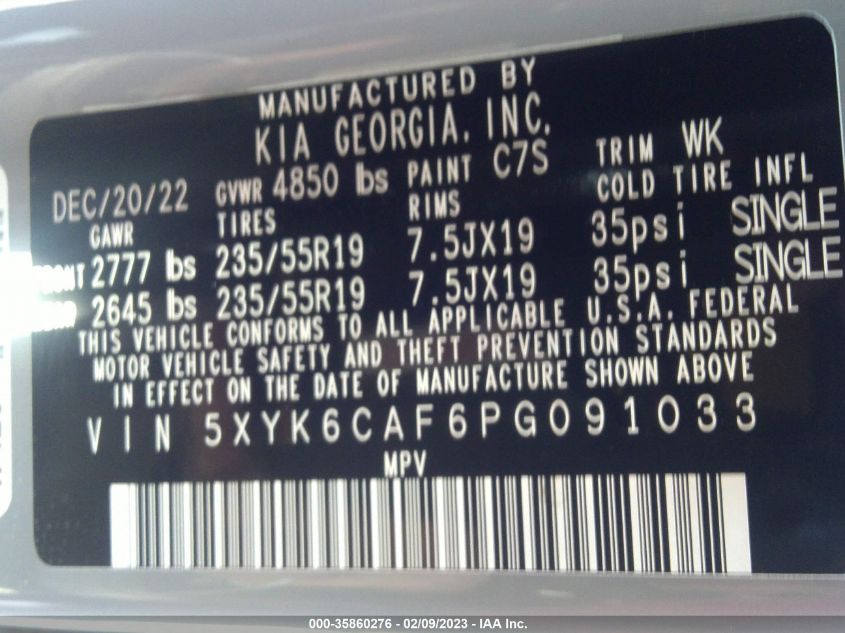 MANUFACTURED BY
KIA GEORGIA, INC.
DEC/20/22 GVWR 4850 lbs PAINT C7S TRIM WK
GAWR TIRES RIMS COLD TIRE INFL
2777 lbs 235/55R19 7.5JX19 35psi SINGLE
2645 lbs 235/55R19 7.5JX19 35psi SINGLE
THIS VEHICLE CONFORMS TO ALL APPLICABLE U.S.A. FEDERAL
MOTOR VEHICLE SAFETY AND THEFT PREVENTION STANDARDS
IN EFFECT ON THE DATE OF MANUFACTURE SHOWN ABOVE
VIN 5XYK6CAF6PG091033
MPV
000-35860276 - 02/09/2023 - IAA Inc.